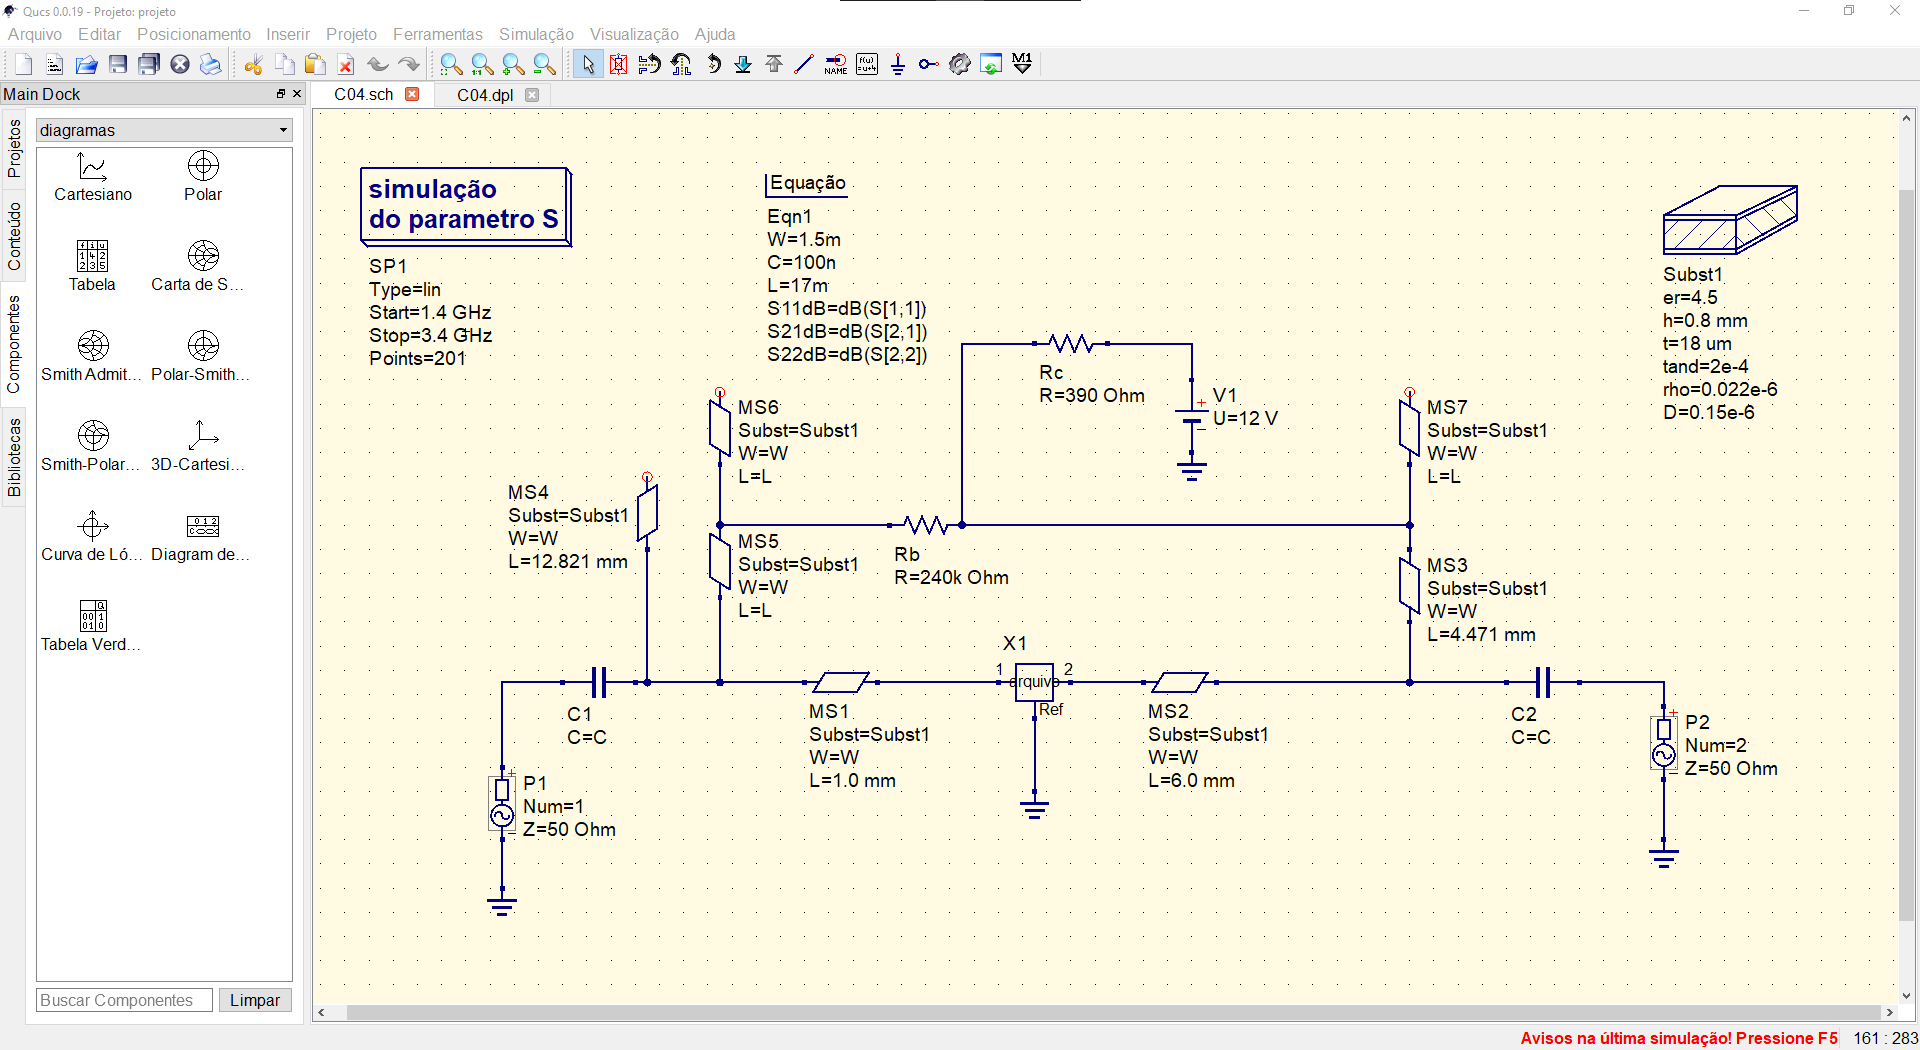 Qucs 0.0.19 - Projeto: projeto
Arquivo Editar Posicionamento Inserir Projeto Ferramentas Simulação Visualização Ajuda
1:1
NAME
f(u)
M1
Main Dock
C04.sch
C04.dpl
Projetos
Conteúdo
Componentes
Bibliotecas
diagramas
Cartesiano
Polar
Tabela
Carta de S...
Smith Admit...
Polar-Smith...
Smith-Polar...
3D-Cartesi...
Curva de Ló...
Diagram de...
Tabela Verd...
Buscar Componentes
Limpar
simulação
do parametro S
SP1
Type=lin
Start=1.4 GHz
Stop=3.4 GHz
Points=201
Equação
Eqn1
W=1.5m
C=100n
L=17m
S11dB=dB(S[1,1])
S21dB=dB(S[2,1])
S22dB=dB(S[2,2])
Subst1
er=4.5
h=0.8 mm
t=18 um
tand=2e-4
rho=0.022e-6
D=0.15e-6
Rc
R=390 Ohm
V1
U=12 V
MS6
Subst=Subst1
W=W
L=L
MS7
Subst=Subst1
W=W
L=L
MS4
Subst=Subst1
W=W
L=12.821 mm
MS5
Subst=Subst1
W=W
L=L
Rb
R=240k Ohm
MS3
Subst=Subst1
W=W
L=4.471 mm
X1
1
arquivo
2
Ref
C1
C=C
MS1
Subst=Subst1
W=W
L=1.0 mm
MS2
Subst=Subst1
W=W
L=6.0 mm
C2
C=C
P1
Num=1
Z=50 Ohm
P2
Num=2
Z=50 Ohm
Avisos na última simulação! Pressione F5
161 : 283